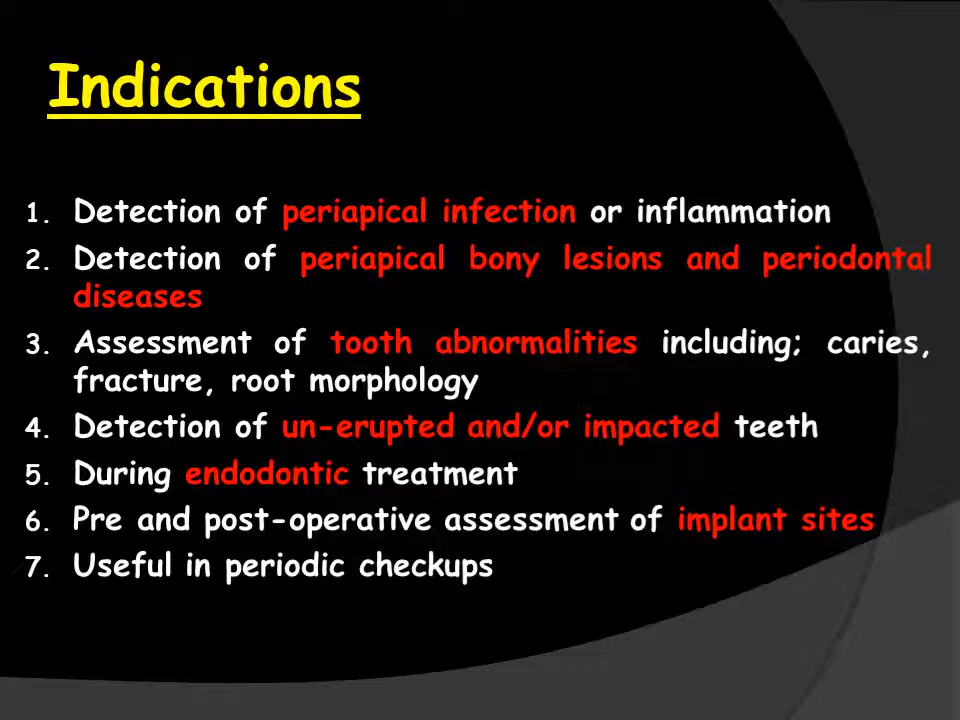 Indications
1. Detection of periapical infection or inflammation
2. Detection of periapical bony lesions and periodontal
diseases
3. Assessment of tooth abnormalities including; caries,
fracture, root morphology
4. Detection of un-erupted and/or impacted teeth
5. During endodontic treatment
6. Pre and post-operative assessment of implant sites
7. Useful in periodic checkups